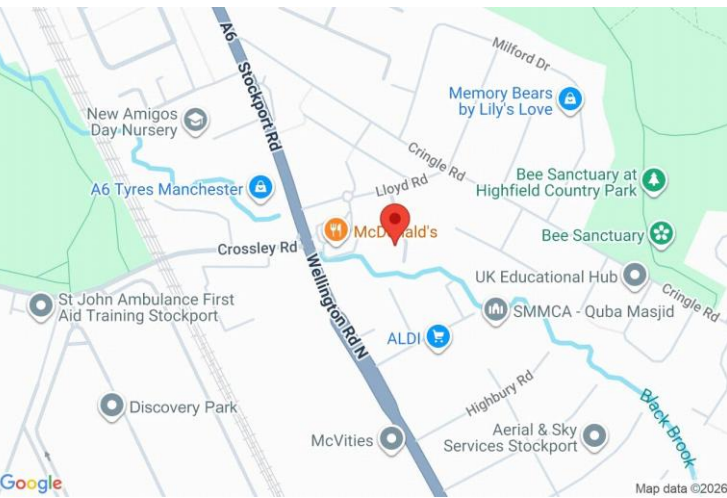 A6
Stockport Rd
Milford Dr
Memory Bears
by Lily's Love
New Amigos
Day Nursery
Cringle Rd
Bee Sanctuary at
Highfield Country Park
A6 Tyres Manchester
Lloyd Rd
McDonald's
Bee Sanctuary
Crossley Rd
Wellington Rd N
UK Educational Hub
Cringle Rd
St John Ambulance First
Aid Training Stockport
SMMCA - Quba Masjid
ALDI
Highbury Rd
Black Brook
Discovery Park
McVities
Aerial & Sky
Services Stockport
Google
Map data ©2026